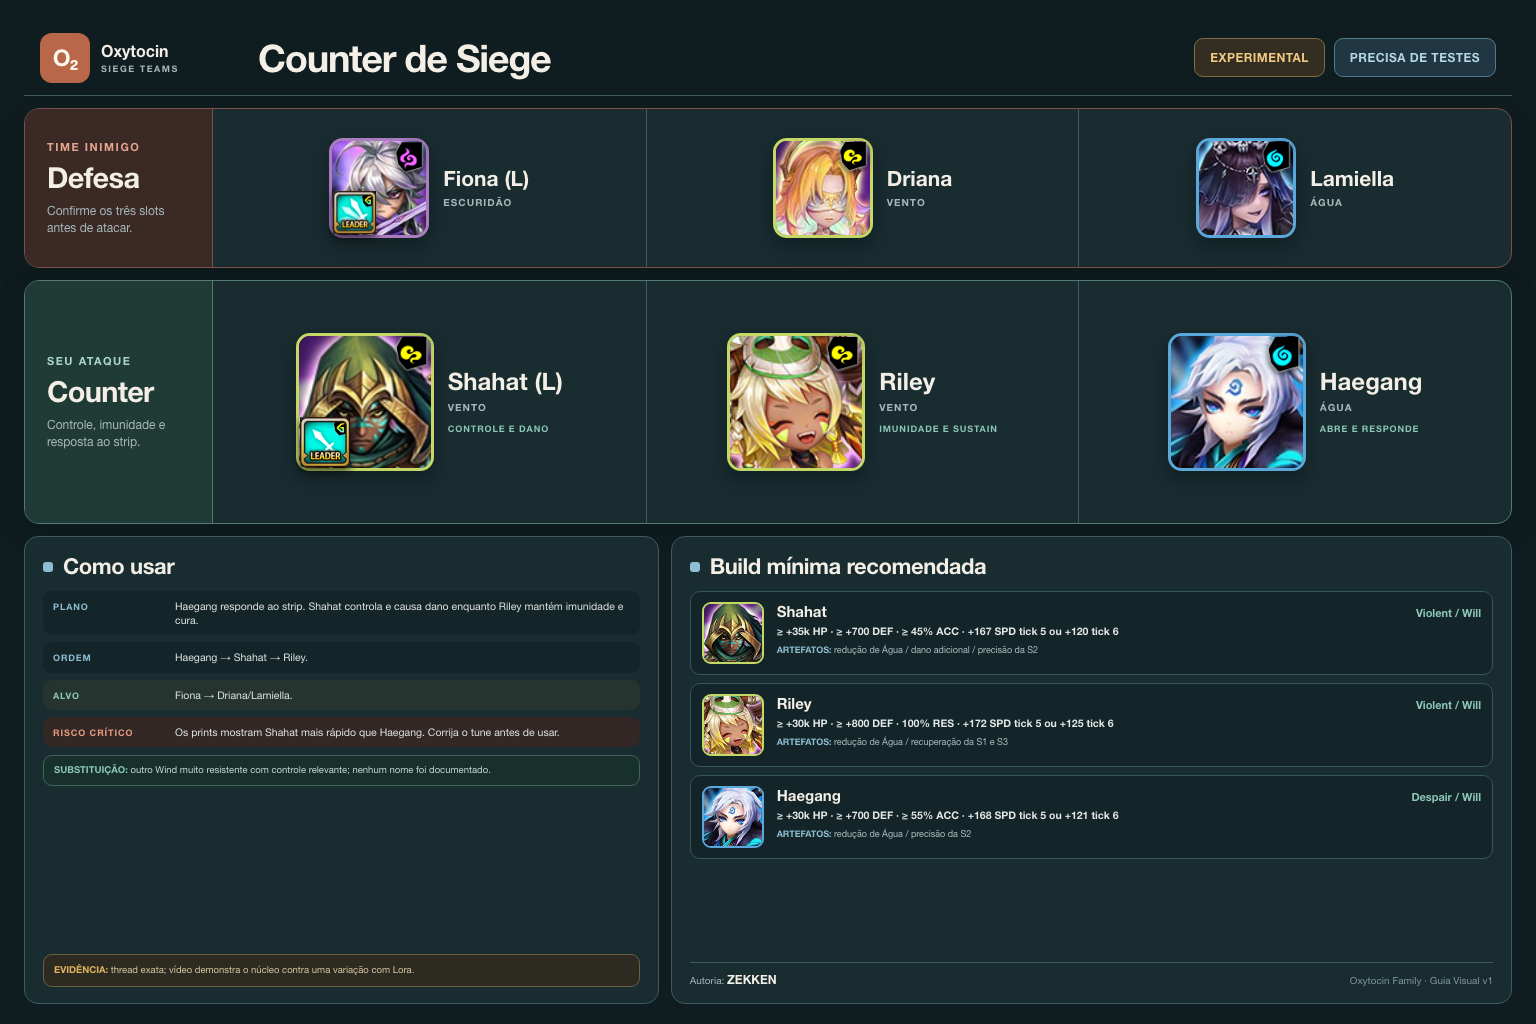 O2
Oxytocin
SIEGE TEAMS
Counter de Siege
EXPERIMENTAL
PRECISA DE TESTES
TIME INIMIGO
Defesa
Confirme os três slots
antes de atacar.
LEADER
Fiona (L)
ESCURIDÃO
Driana
VENTO
Lamiella
ÁGUA
SEU ATAQUE
Counter
Controle, imunidade e
resposta ao strip.
LEADER
Shahat (L)
VENTO
CONTROLE E DANO
Riley
VENTO
IMUNIDADE E SUSTAIN
Haegang
ÁGUA
ABRE E RESPONDE
Como usar
PLANO
Haegang responde ao strip. Shahat controla e causa dano enquanto Riley mantém imunidade e
cura.
ORDEM
Haegang → Shahat → Riley.
ALVO
Fiona → Driana/Lamiella.
RISCO CRÍTICO
Os prints mostram Shahat mais rápido que Haegang. Corrija o tune antes de usar.
SUBSTITUIÇÃO: outro Wind muito resistente com controle relevante; nenhum nome foi documentado.
EVIDÊNCIA: thread exata; vídeo demonstra o núcleo contra uma variação com Lora.
Build mínima recomendada
Shahat
Violent / Will
≥ +35k HP · ≥ +700 DEF · ≥ 45% ACC · +167 SPD tick 5 ou +120 tick 6
ARTEFATOS: redução de Água / dano adicional / precisão da S2
Riley
Violent / Will
≥ +30k HP · ≥ +800 DEF · 100% RES · +172 SPD tick 5 ou +125 tick 6
ARTEFATOS: redução de Água / recuperação da S1 e S3
Haegang
Despair / Will
≥ +30k HP · ≥ +700 DEF · ≥ 55% ACC · +168 SPD tick 5 ou +121 tick 6
ARTEFATOS: redução de Água / precisão da S2
Autoria: ZEKKEN
Oxytocin Family · Guia Visual v1